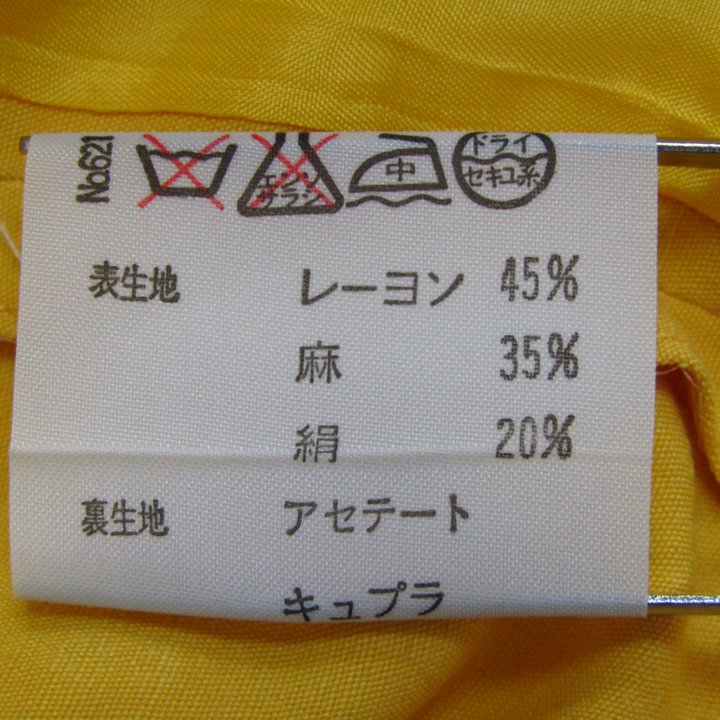 No.621
エンソ
サラシ
中
ドライ
セキユ系
表生地 レーヨン 45%
麻 35%
絹 20%
裏生地 アセテート
キュプラ